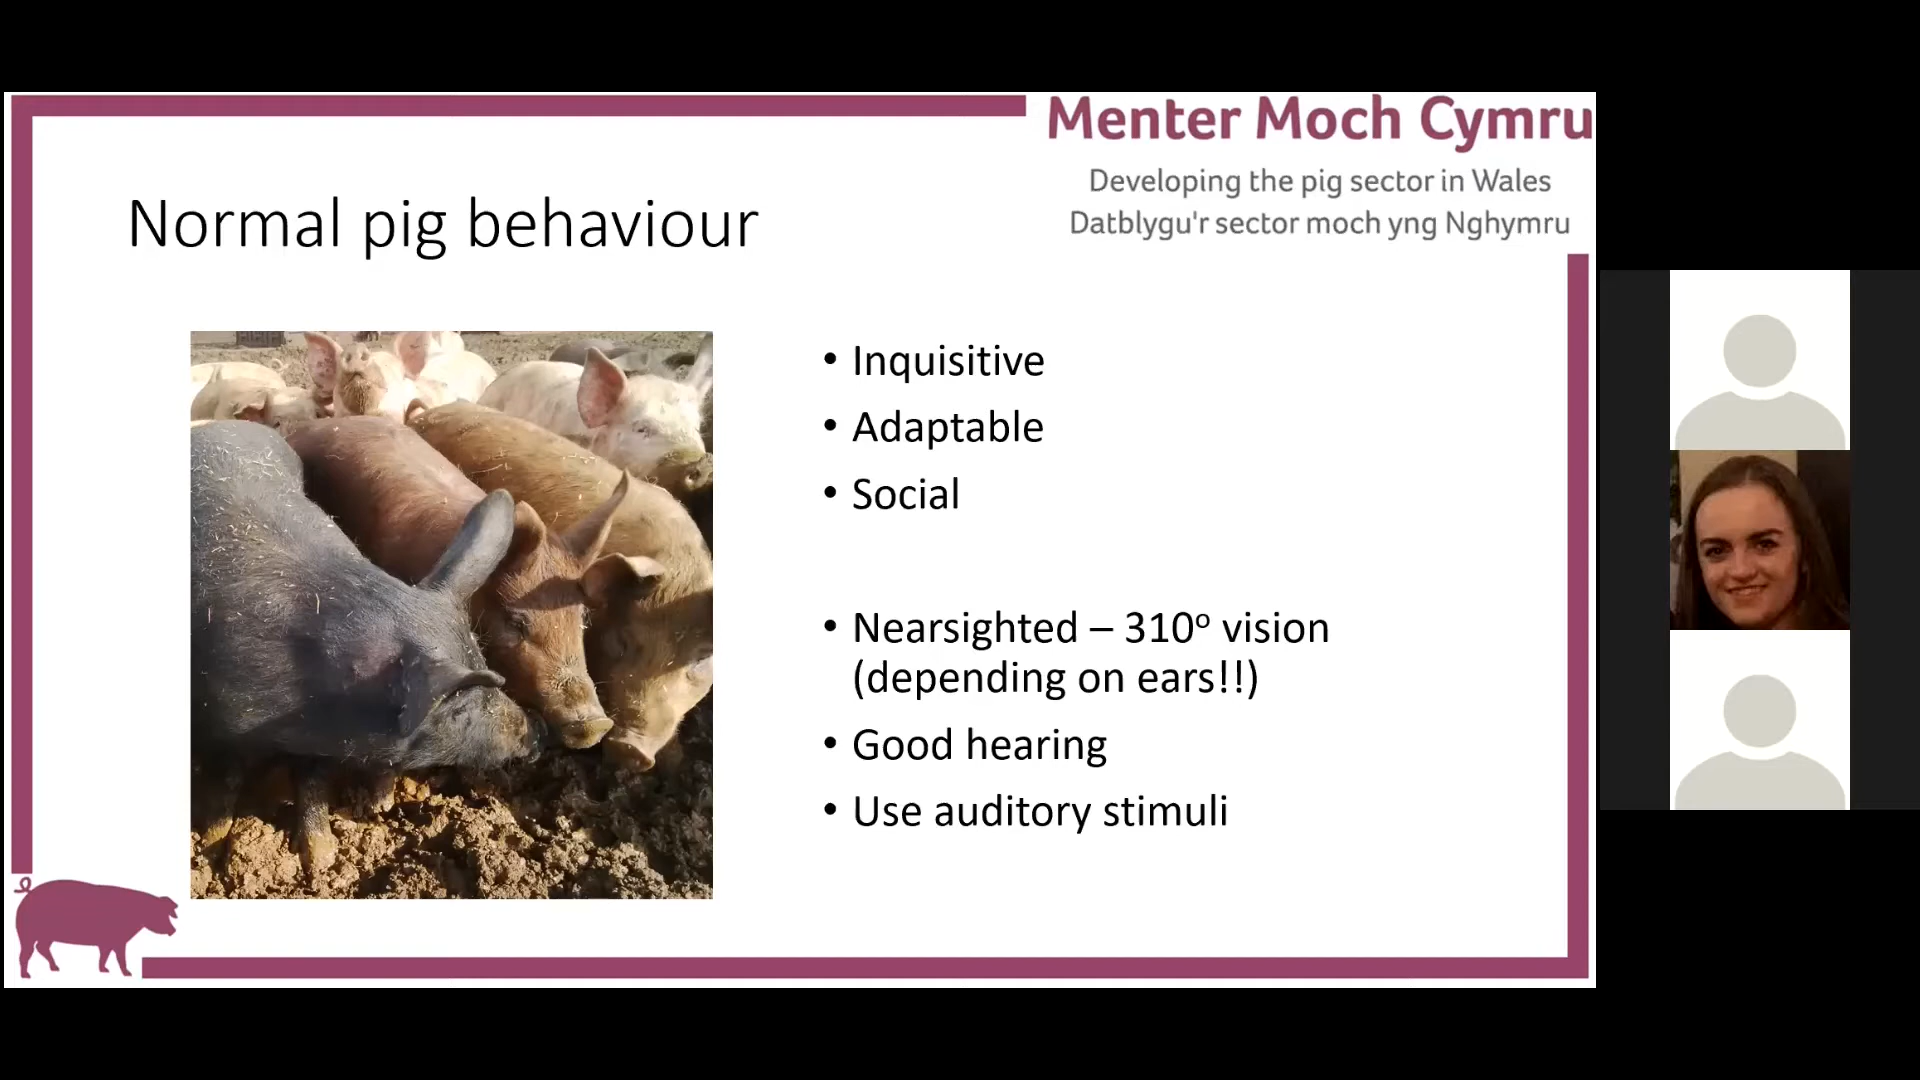 Menter Moch Cymru
Developing the pig sector in Wales
Datblygu'r sector moch yng Nghymru
Normal pig behaviour
• Inquisitive
• Adaptable
• Social
• Nearsighted – 310º vision
(depending on ears!!)
• Good hearing
• Use auditory stimuli